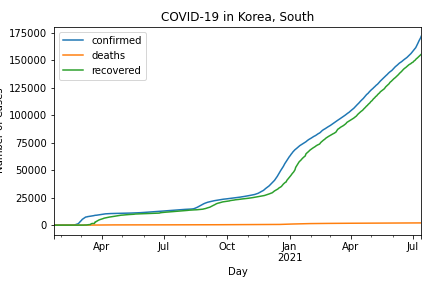 COVID-19 in Korea, South
175000
150000
125000
100000
75000
50000
25000
0
confirmed
deaths
recovered
Apr
Jul
Oct
Jan
2021
Apr
Jul
Day